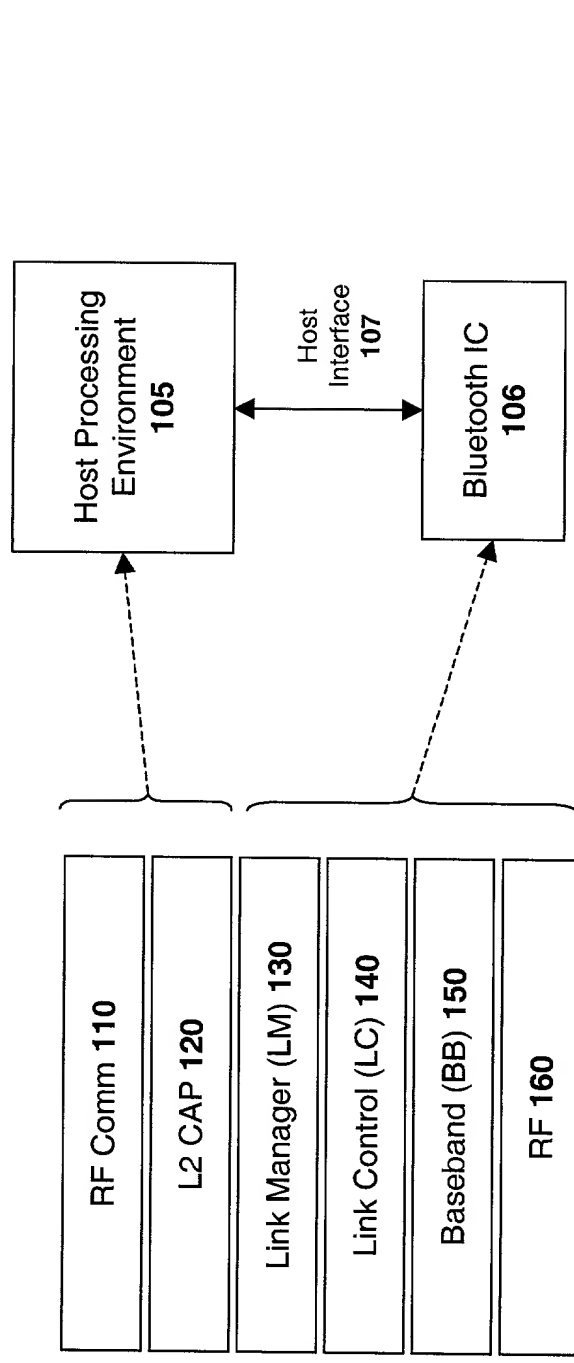 RF Comm 110
L2 CAP 120
Link Manager (LM) 130
Link Control (LC) 140
Baseband (BB) 150
RF 160
Host Processing
Environment
105
Host
Interface
107
Bluetooth IC
106